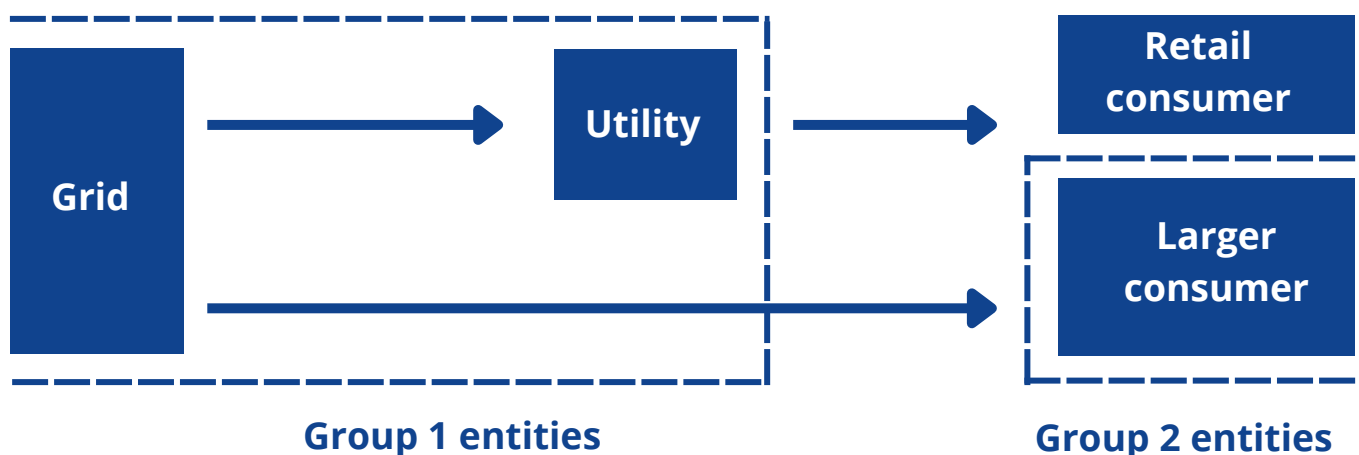 Grid
Utility
Retail
consumer
Larger
consumer
Group 1 entities
Group 2 entities